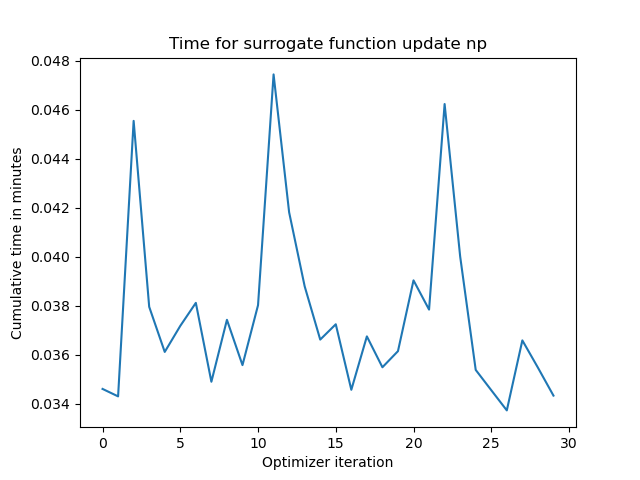 Time for surrogate function update np
Cumulative time in minutes
0.048
0.046
0.044
0.042
0.040
0.038
0.036
0.034
0 5 10 15 20 25 30
Optimizer iteration